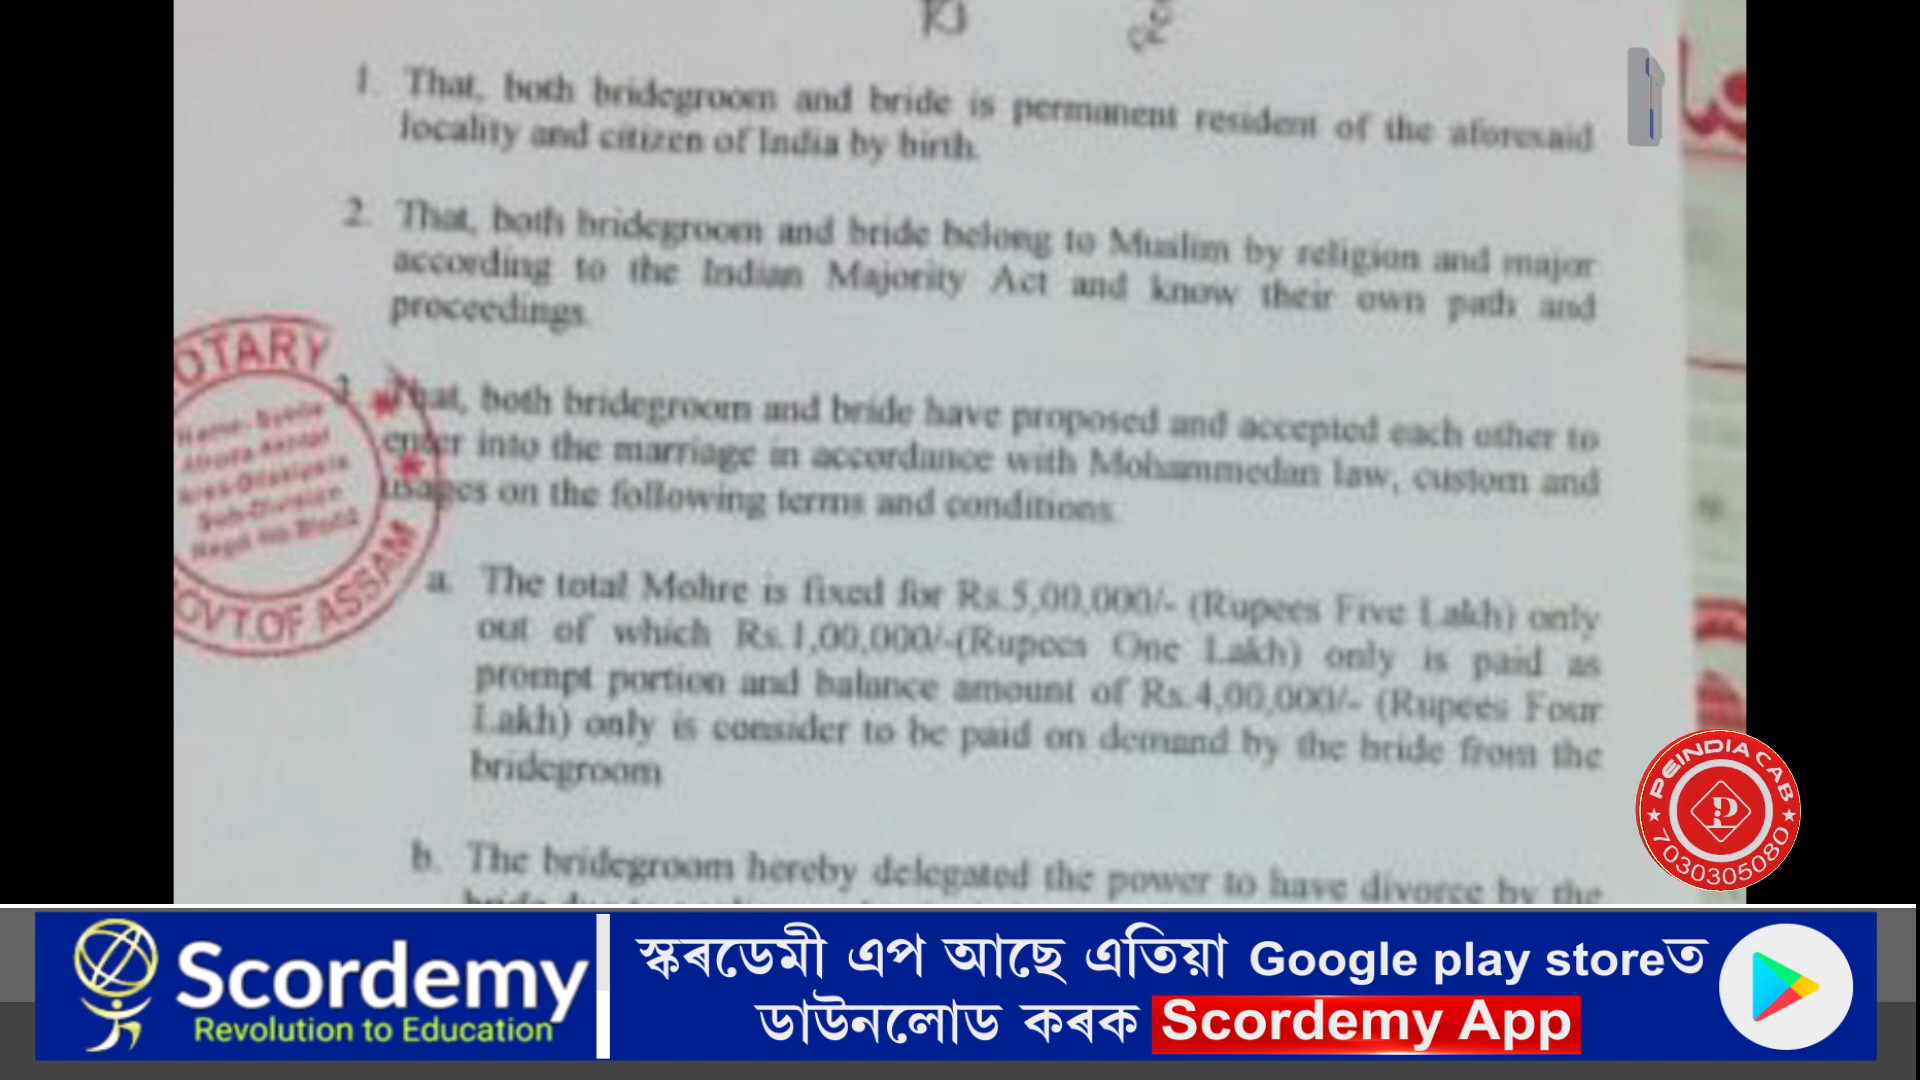 1. That, both bridegroom and bride is permanent resident of the aforesaid
locality and citizen of India by birth.
2. That, both bridegroom and bride belong to Muslim by religion and major
according to the Indian Majority Act and know their own path and
proceedings.
3. That, both bridegroom and bride have proposed and accepted each other to
enter into the marriage in accordance with Mohammedan law, custom and
usages on the following terms and conditions.
OTARY
Sub-Division
OVT.OF ASSAM
a. The total Mohre is fixed for Rs.5,00,000/- (Rupees Five Lakh) only
out of which Rs.1,00,000/-(Rupees One Lakh) only is paid as
prompt portion and balance amount of Rs.4,00,000/- (Rupees Four
Lakh) only is consider to be paid on demand by the bride from the
bridegroom
b. The bridegroom hereby delegated the power to have divorce by the
PEINDIA CAB
P
7030305080
Scordemy
Revolution to Education
স্কৰডেমী এপ আছে এতিয়া Google play storeত
ডাউনলোড কৰক Scordemy App